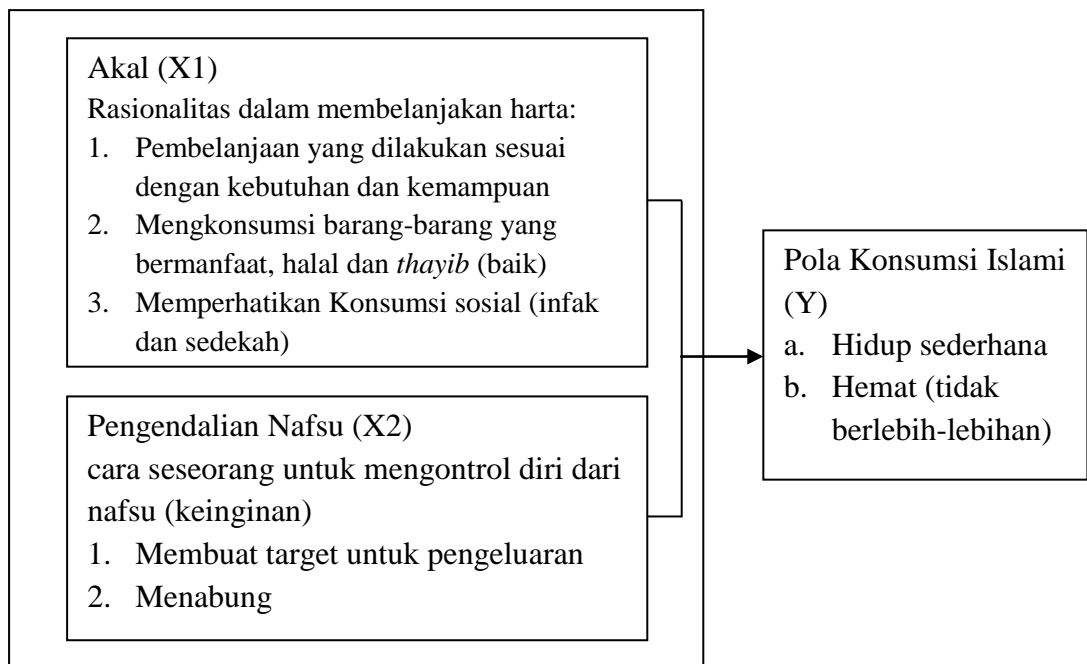 Akal (X1)
Rasionalitas dalam membelanjakan harta:
1. Pembelanjaan yang dilakukan sesuai
dengan kebutuhan dan kemampuan
2. Mengkonsumsi barang-barang yang
bermanfaat, halal dan thayib (baik)
3. Memperhatikan Konsumsi sosial (infak
dan sedekah)
Pengendalian Nafsu (X2)
cara seseorang untuk mengontrol diri dari
nafsu (keinginan)
1. Membuat target untuk pengeluaran
2. Menabung
Pola Konsumsi Islami
(Y)
a. Hidup sederhana
b. Hemat (tidak
berlebih-lebihan)